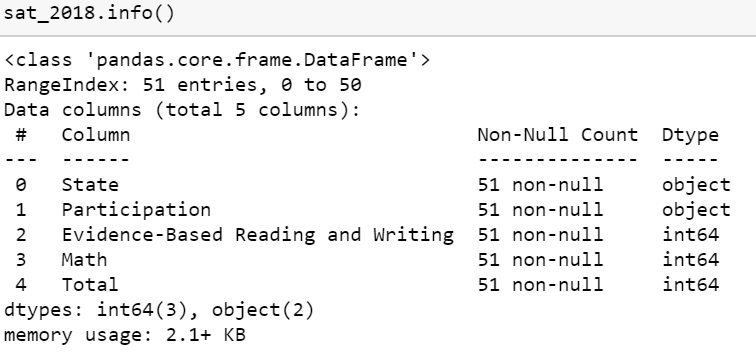 sat_2018.info()
<class 'pandas.core.frame.DataFrame'>
RangeIndex: 51 entries, 0 to 50
Data columns (total 5 columns):
 #   Column                              Non-Null Count  Dtype
---  ------                              --------------  -----
 0   State                               51 non-null     object
 1   Participation                       51 non-null     object
 2   Evidence-Based Reading and Writing  51 non-null     int64
 3   Math                                51 non-null     int64
 4   Total                               51 non-null     int64
dtypes: int64(3), object(2)
memory usage: 2.1+ KB